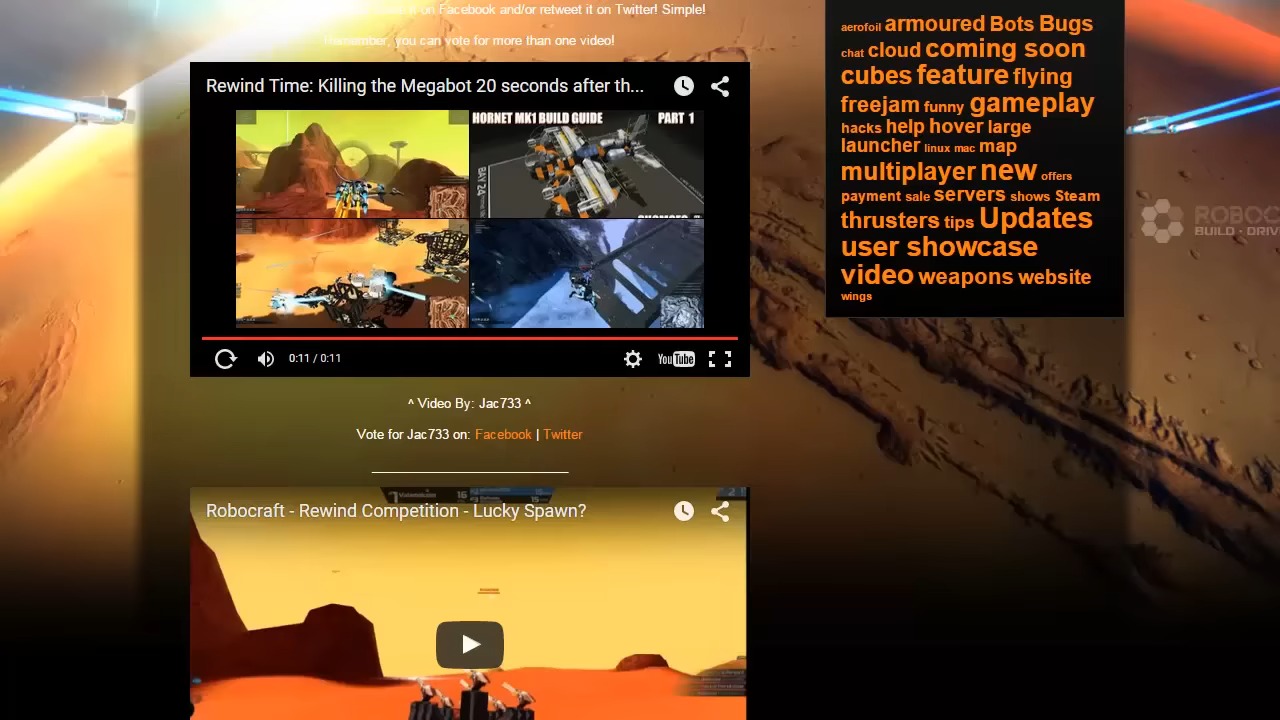 it on Facebook and/or retweet it on Twitter! Simple!
Remember, you can vote for more than one video!
Rewind Time: Killing the Megabot 20 seconds after th...
HORNET MK1 BUILD GUIDE PART 1
BAY 24
0:11 / 0:11
YouTube
^ Video By: Jac733 ^
Vote for Jac733 on: Facebook | Twitter
Robocraft - Rewind Competition - Lucky Spawn?
aerofoil armoured Bots Bugs
chat cloud coming soon
cubes feature flying
freejam funny gameplay
hacks help hover large
launcher linux mac map
multiplayer new offers
payment sale servers shows Steam
thrusters tips Updates
user showcase
video weapons website
wings
ROBOC
BUILD · DRIV